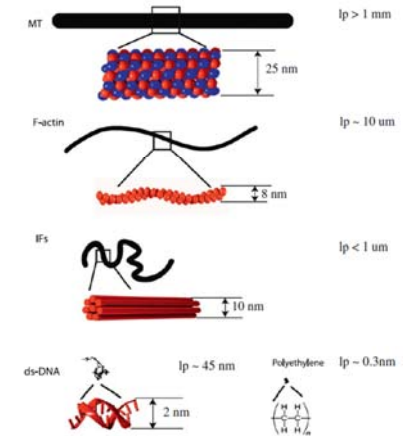 MT
lp > 1 mm
25 nm
F-actin
lp ~ 10 um
8 nm
IFs
lp < 1 um
10 nm
ds-DNA
lp ~ 45 nm
Polyethylene
lp ~ 0.3nm
2 nm
H H
C C
H H
n